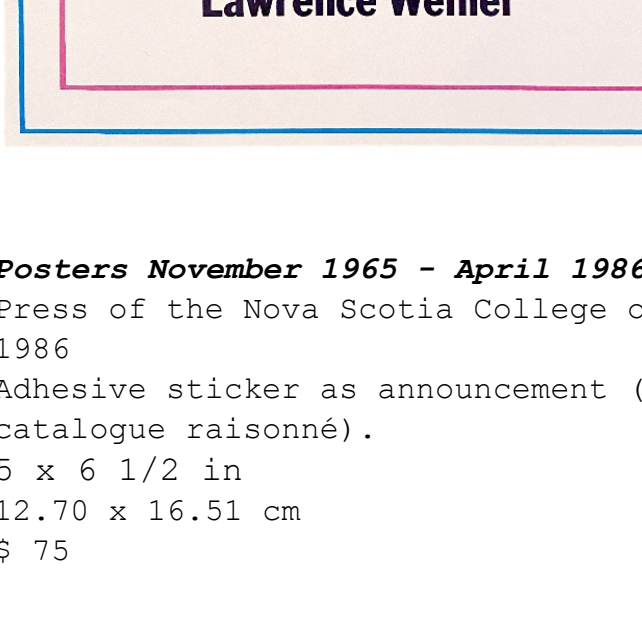 Lawrence Weiner
Posters November 1965 - April 1986
Press of the Nova Scotia College
1986
Adhesive sticker as announcement (
catalogue raisonné).
5 x 6 1/2 in
12.70 x 16.51 cm
$ 75